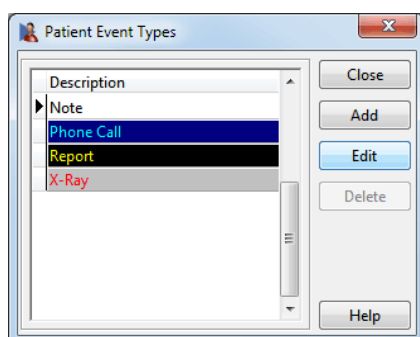 Patient Event Types
Description
Note
Phone Call
Report
X-Ray
Close
Add
Edit
Delete
Help